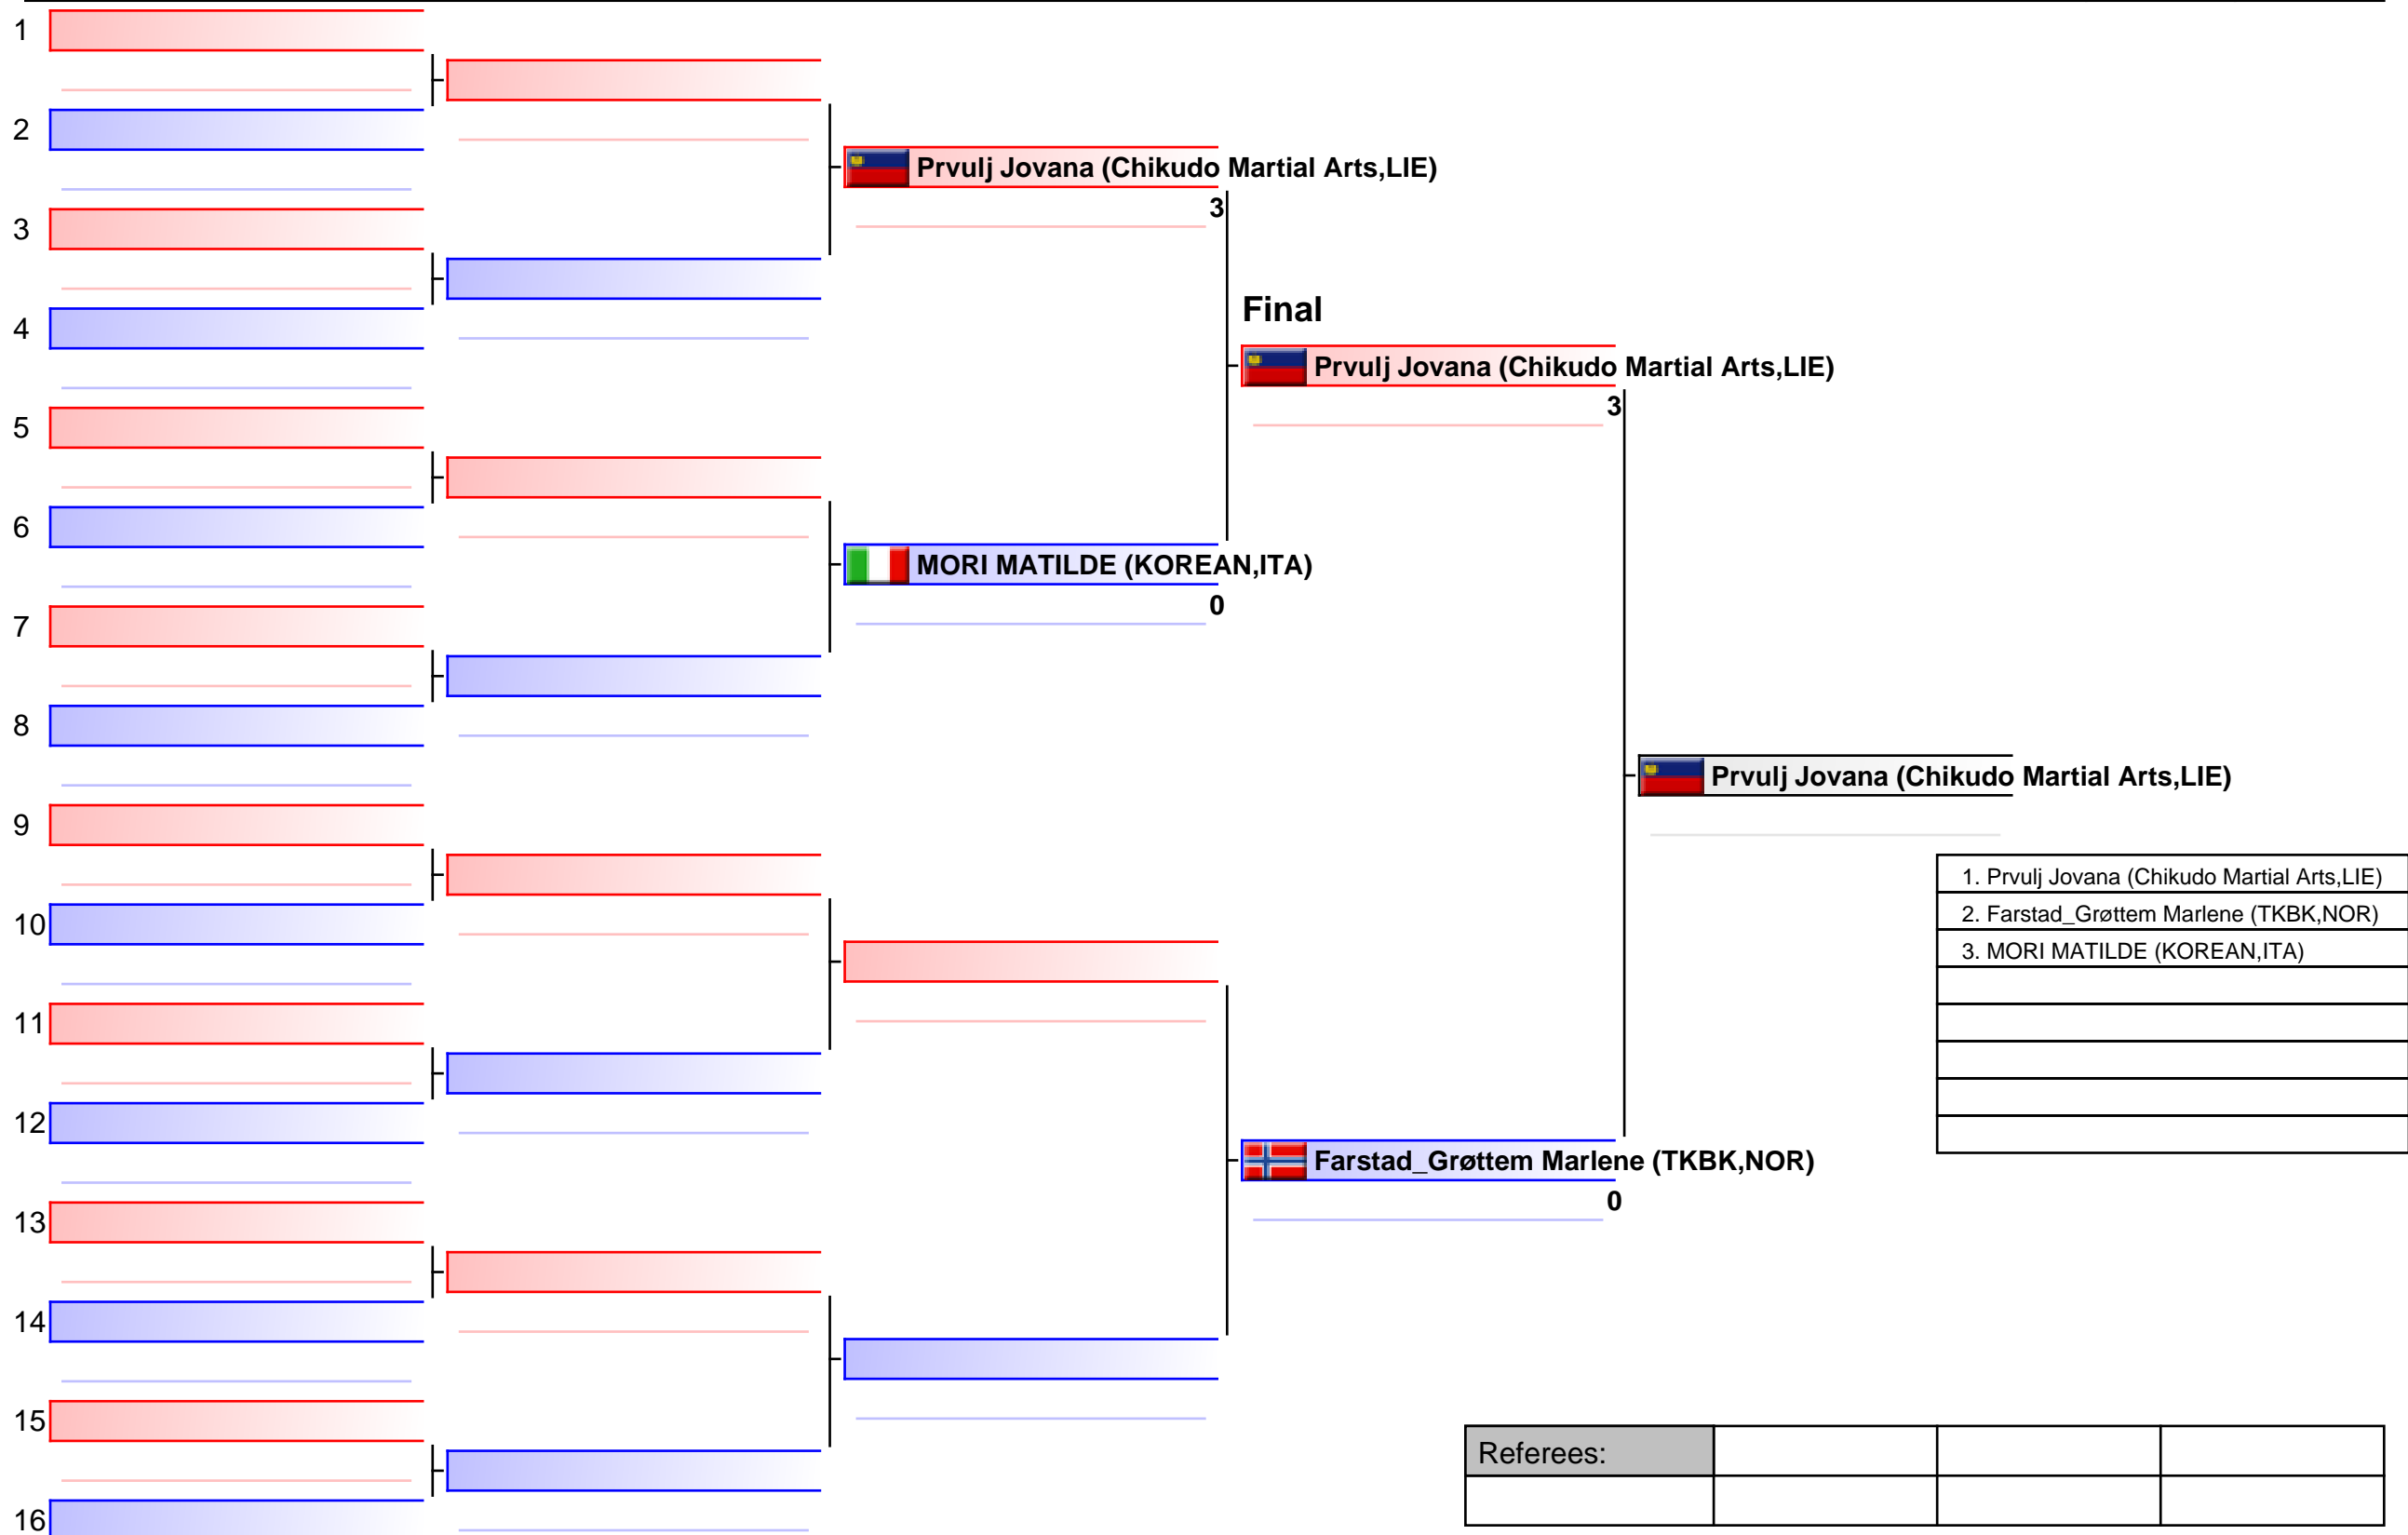 1
2
Prvulj Jovana (Chikudo Martial Arts,LIE)
3
3
Final
4
Prvulj Jovana (Chikudo Martial Arts,LIE)
3
5
6
MORI MATILDE (KOREAN,ITA)
0
7
8
Prvulj Jovana (Chikudo Martial Arts,LIE)
9
1. Prvulj Jovana (Chikudo Martial Arts,LIE)
2. Farstad_Grøttem Marlene (TKBK,NOR)
3. MORI MATILDE (KOREAN,ITA)
10
11
12
Farstad_Grøttem Marlene (TKBK,NOR)
0
13
14
15
Referees:
16